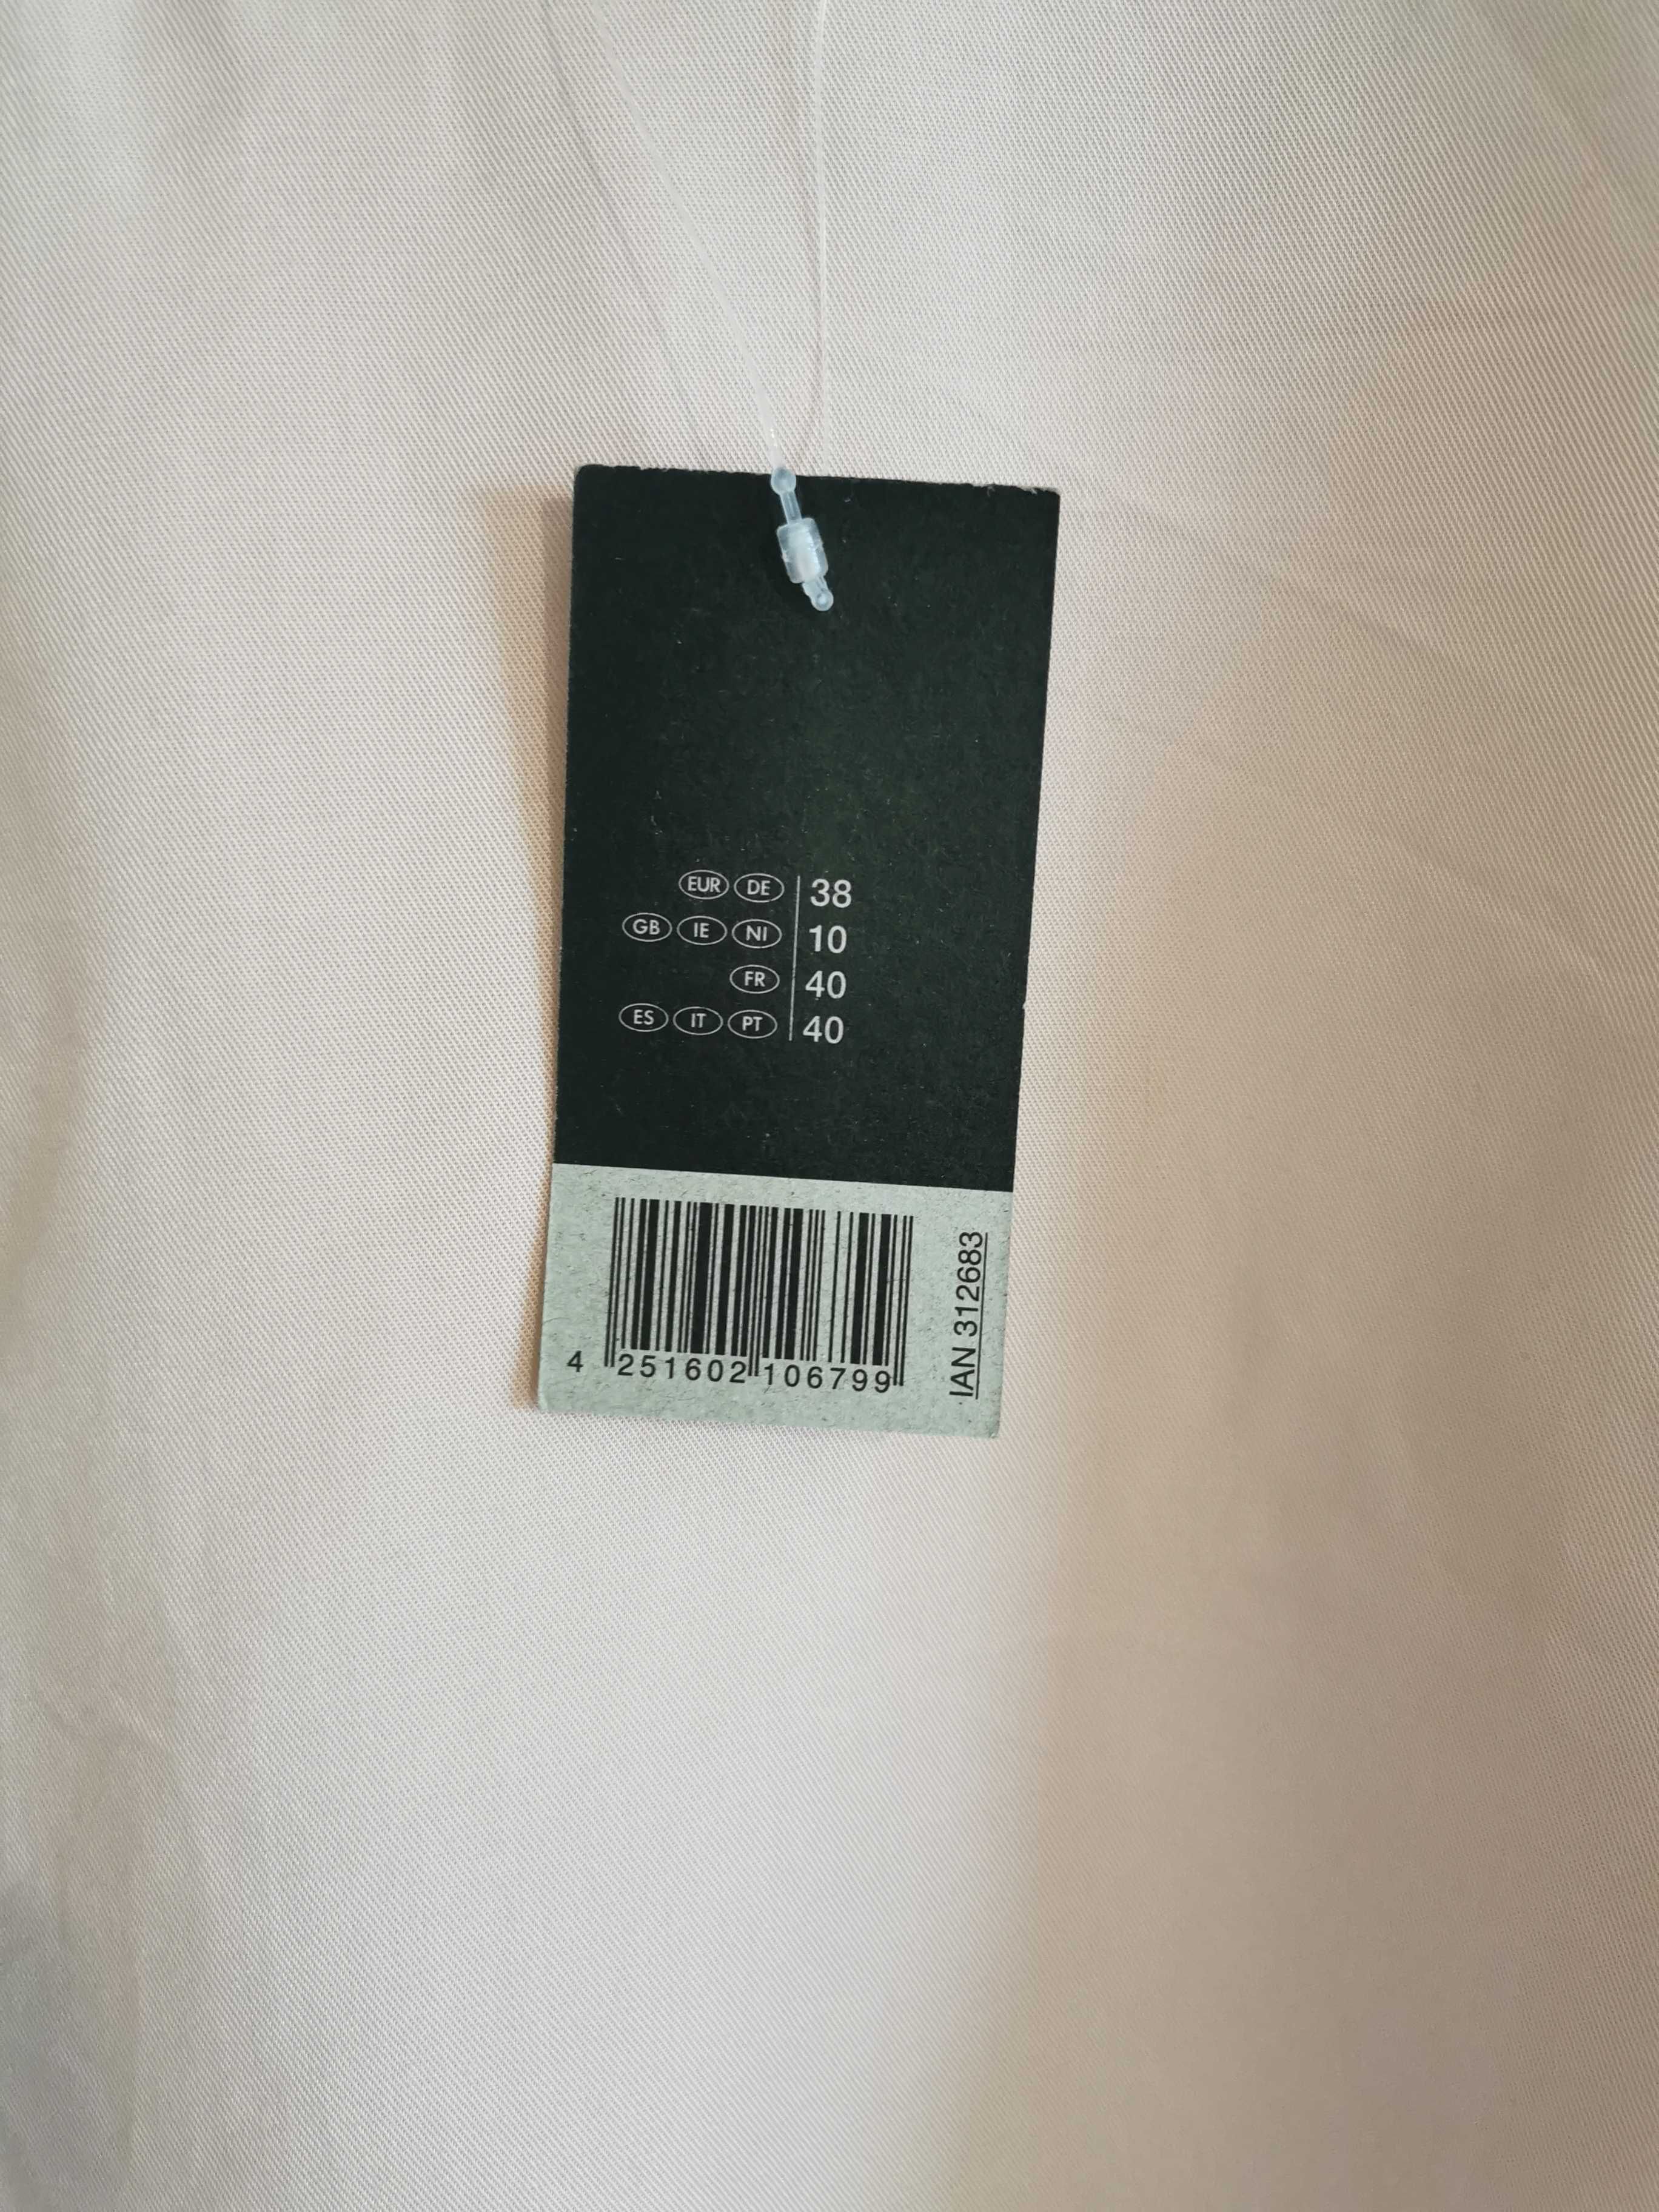 EUR DE 38
GB IE NI 10
FR 40
ES IT PT 40
4 251602 106799
IAN 312683